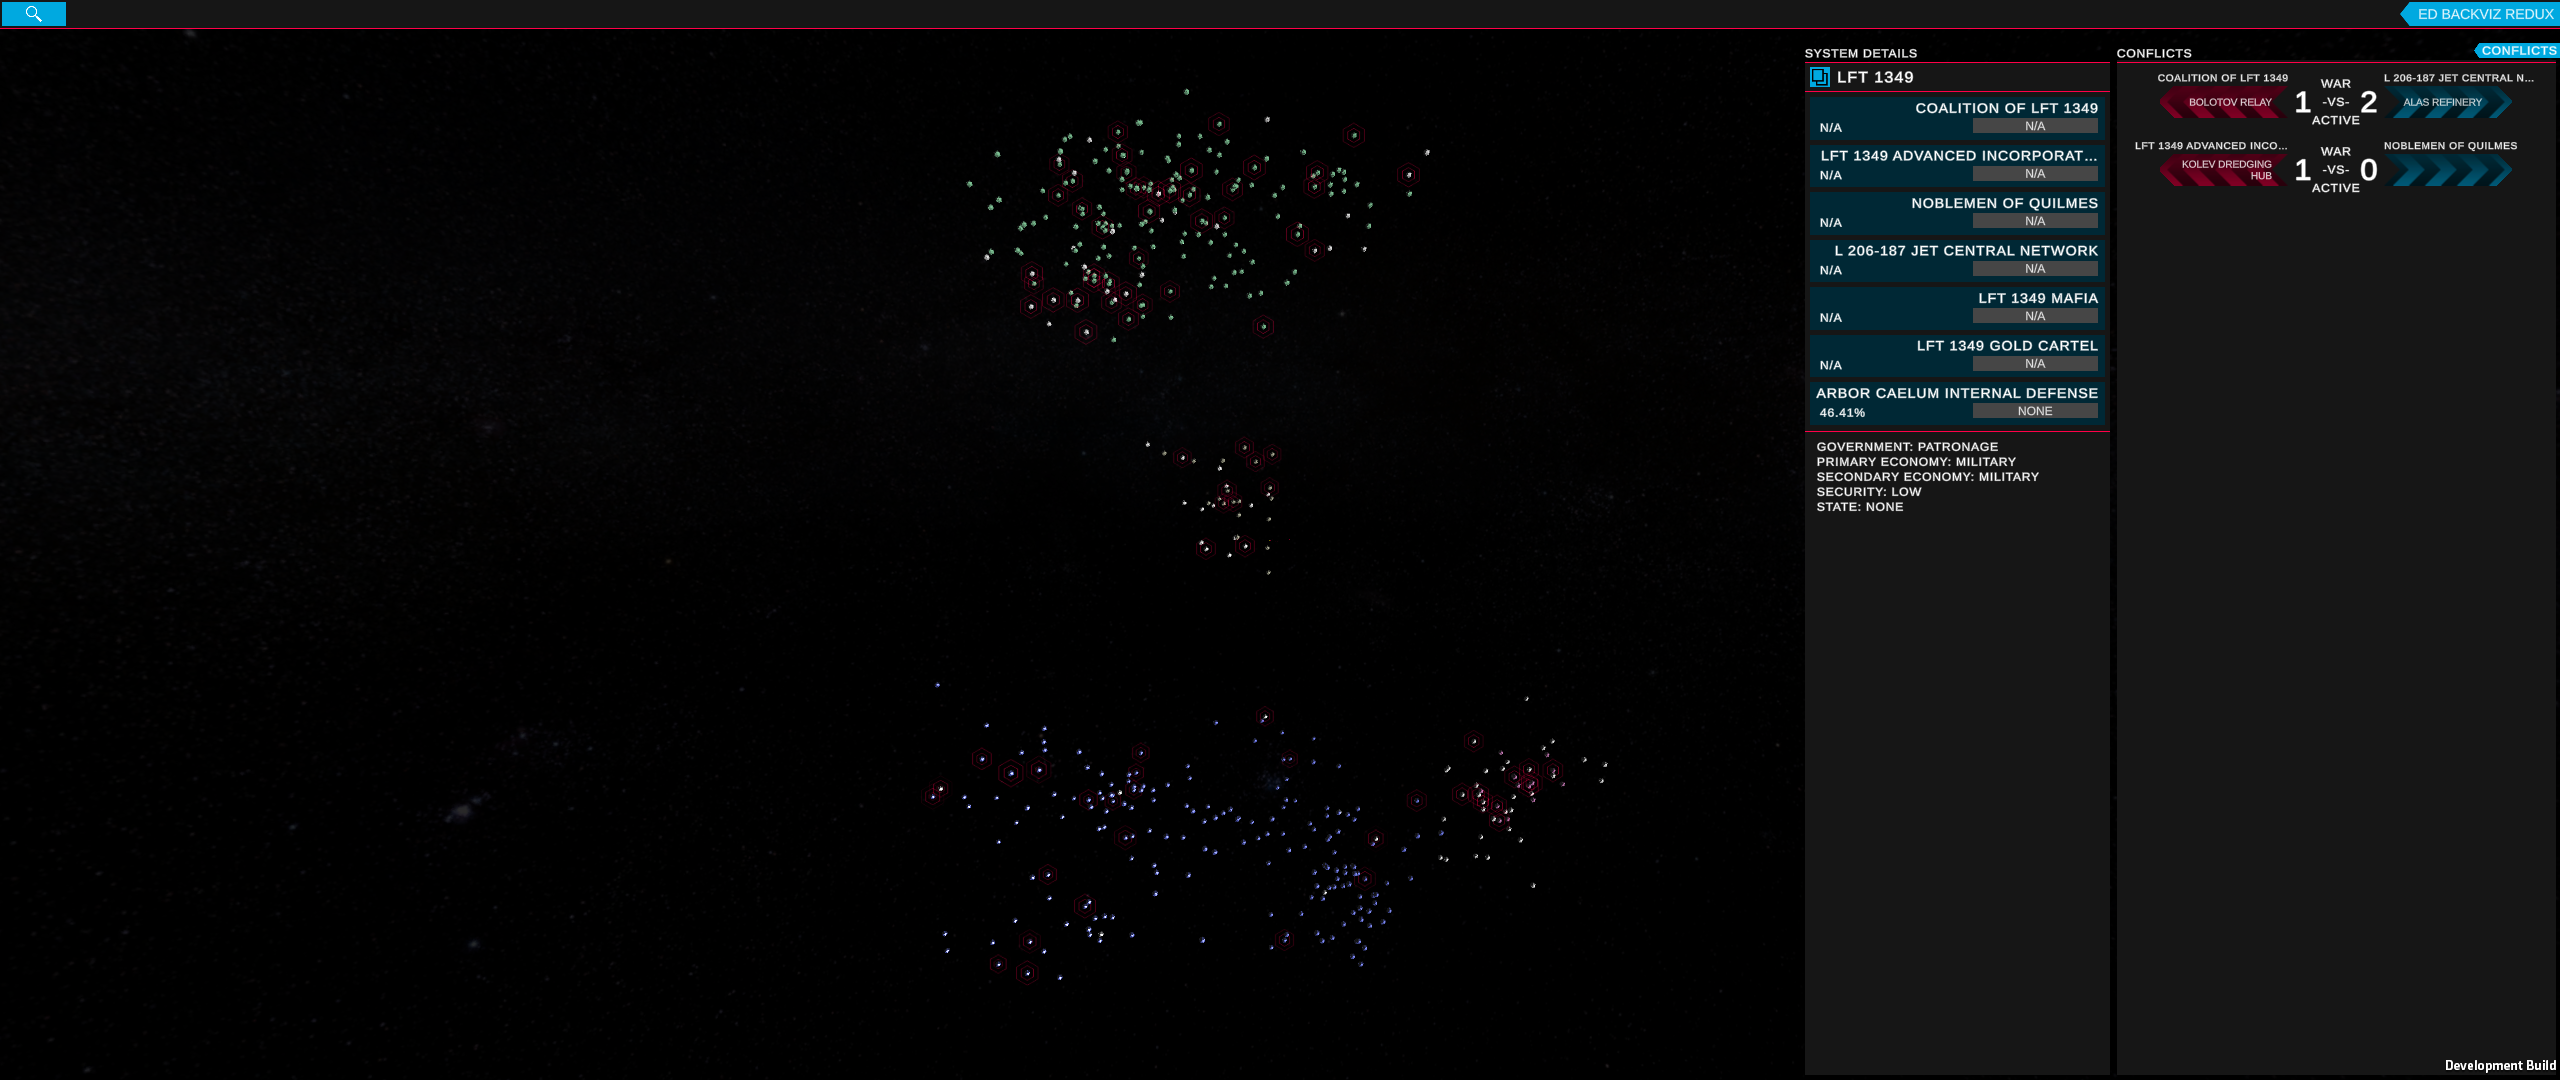 ED BACKVIZ REDUX
SYSTEM DETAILS
LFT 1349
COALITION OF LFT 1349
N/A N/A
LFT 1349 ADVANCED INCORPORAT...
N/A N/A
NOBLEMEN OF QUILMES
N/A N/A
L 206-187 JET CENTRAL NETWORK
N/A N/A
LFT 1349 MAFIA
N/A N/A
LFT 1349 GOLD CARTEL
N/A N/A
ARBOR CAELUM INTERNAL DEFENSE
46.41% NONE
GOVERNMENT: PATRONAGE
PRIMARY ECONOMY: MILITARY
SECONDARY ECONOMY: MILITARY
SECURITY: LOW
STATE: NONE
CONFLICTS
CONFLICTS
COALITION OF LFT 1349 WAR L 206-187 JET CENTRAL N...
BOLOTOV RELAY 1 -VS- 2 ALAS REFINERY
ACTIVE
LFT 1349 ADVANCED INCO... WAR NOBLEMEN OF QUILMES
KOLEV DREDGING
HUB 1 -VS- 0
ACTIVE
Development Build